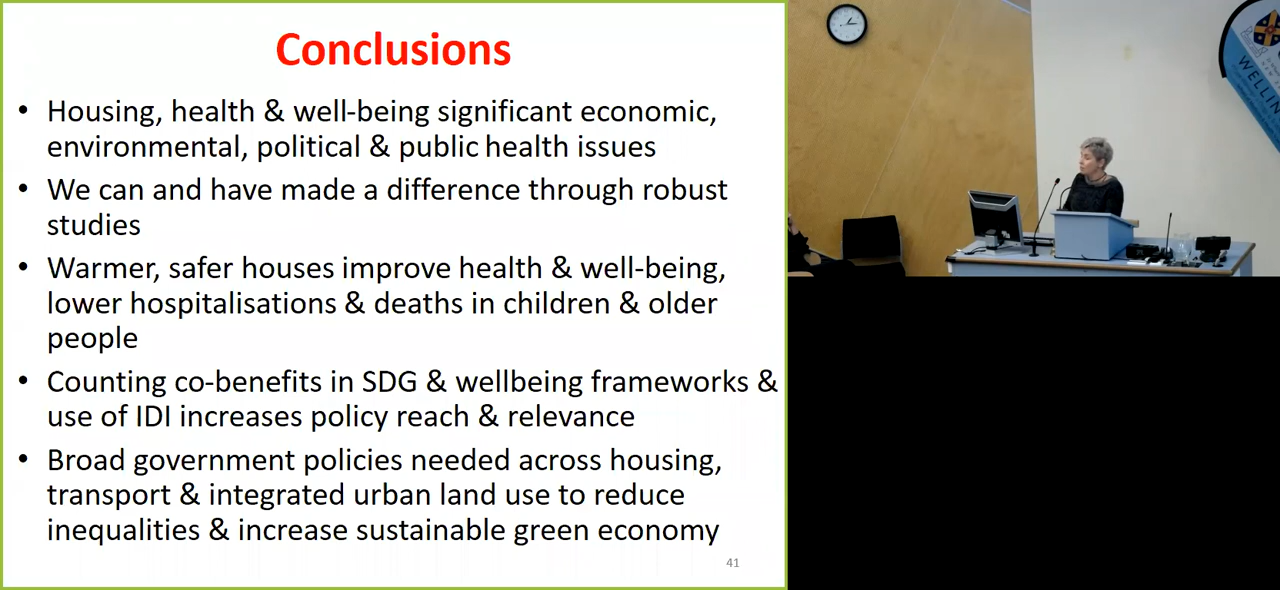 Conclusions
• Housing, health & well-being significant economic,
environmental, political & public health issues
• We can and have made a difference through robust
studies
• Warmer, safer houses improve health & well-being,
lower hospitalisations & deaths in children & older
people
• Counting co-benefits in SDG & wellbeing frameworks &
use of IDI increases policy reach & relevance
• Broad government policies needed across housing,
transport & integrated urban land use to reduce
inequalities & increase sustainable green economy
41
WELLIN